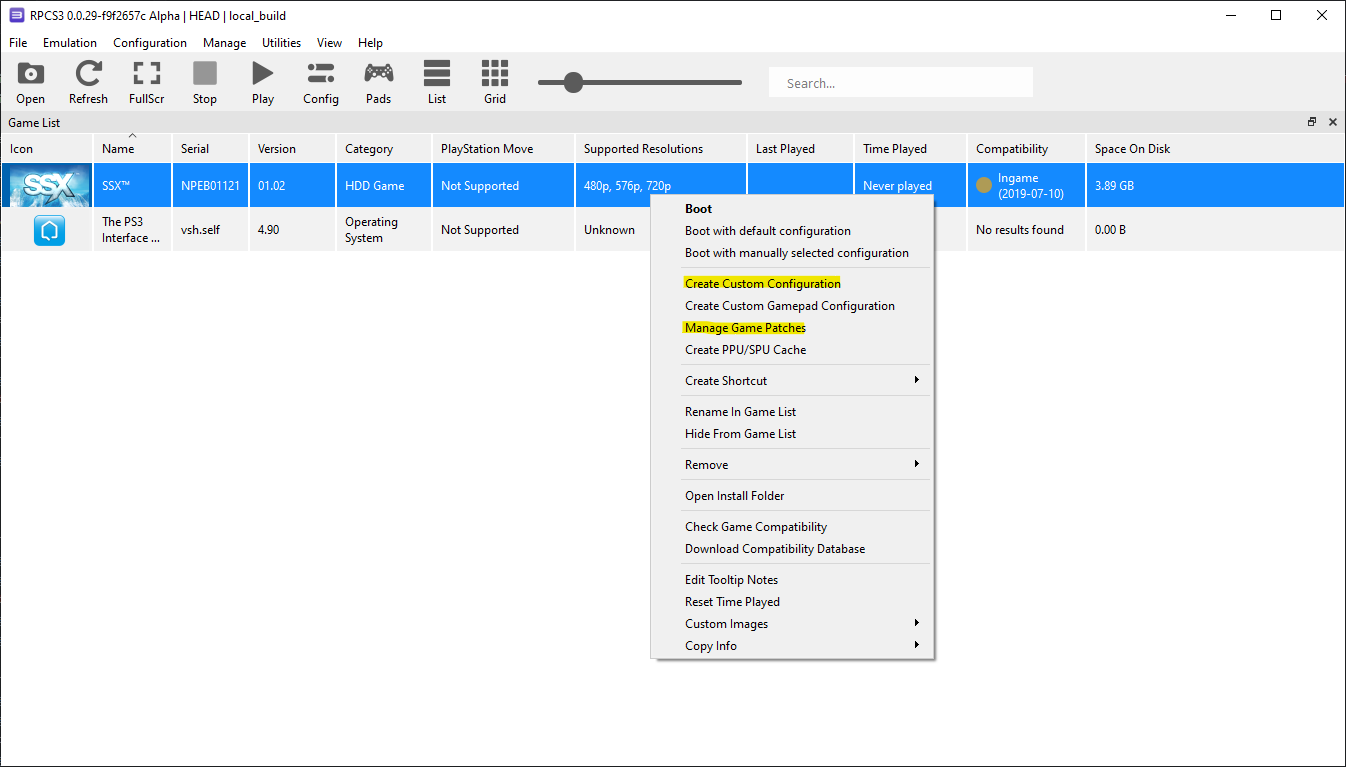 RPCS3 0.0.29-f9f2657c Alpha | HEAD | local_build
File Emulation Configuration Manage Utilities View Help
Open Refresh FullScr Stop Play Config Pads List Grid
Search...
Game List
Icon Name Serial Version Category PlayStation Move Supported Resolutions Last Played Time Played Compatibility Space On Disk
SSX SSX™ NPEB01121 01.02 HDD Game Not Supported 480p, 576p, 720p Never played Ingame 3.89 GB
(2019-07-10)
The PS3 vsh.self 4.90 Operating Not Supported Unknown No results found 0.00 B
Interface ... System
Boot
Boot with default configuration
Boot with manually selected configuration
Create Custom Configuration
Create Custom Gamepad Configuration
Manage Game Patches
Create PPU/SPU Cache
Create Shortcut
Rename In Game List
Hide From Game List
Remove
Open Install Folder
Check Game Compatibility
Download Compatibility Database
Edit Tooltip Notes
Reset Time Played
Custom Images
Copy Info